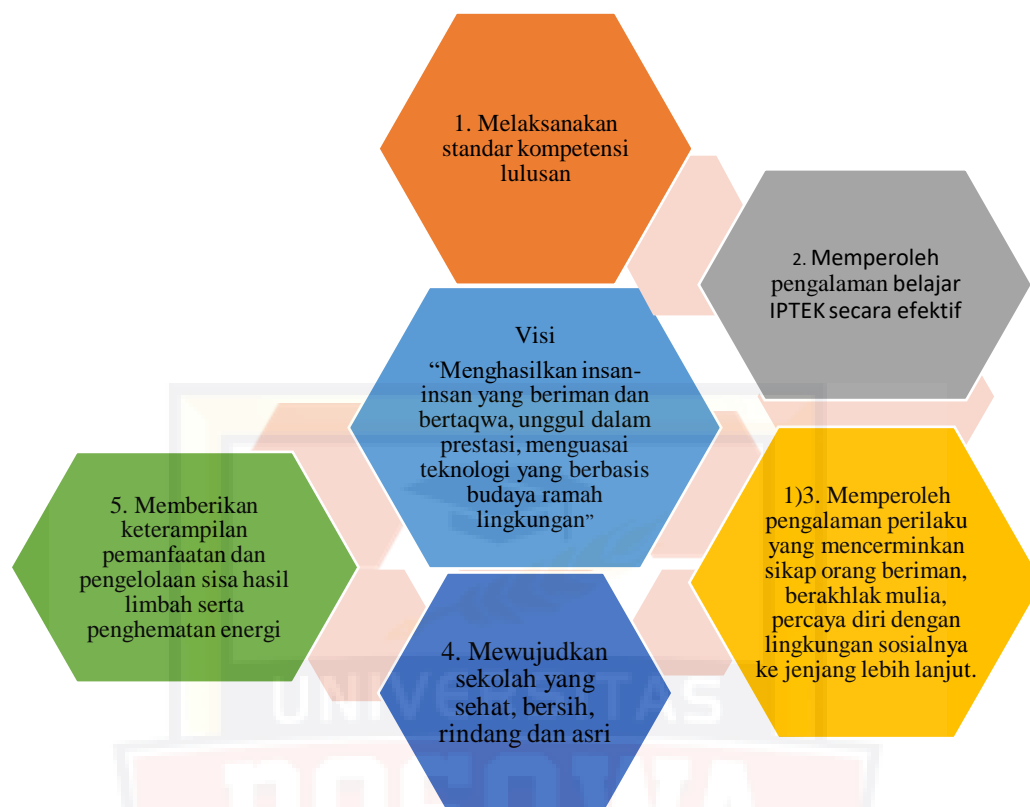 1. Melaksanakan
standar kompetensi
lulusan
2. Memperoleh
pengalaman belajar
IPTEK secara efektif
Visi
“Menghasilkan insan-
insan yang beriman dan
bertaqwa, unggul dalam
prestasi, menguasai
teknologi yang berbasis
budaya ramah
lingkungan”
1)3. Memperoleh
pengalaman perilaku
yang mencerminkan
sikap orang beriman,
berakhlak mulia,
percaya diri dengan
lingkungan sosialnya
ke jenjang lebih lanjut.
5. Memberikan
keterampilan
pemanfaatan dan
pengelolaan sisa hasil
limbah serta
penghematan energi
4. Mewujudkan
sekolah yang
sehat, bersih,
rindang dan asri
UNIVERSITAS